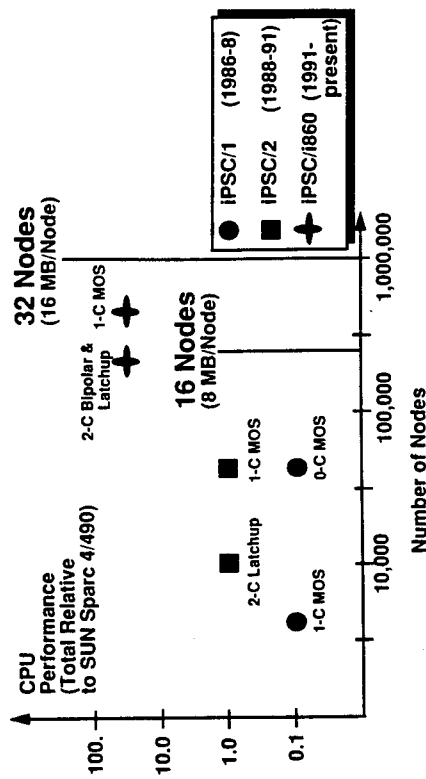 CPU
Performance
(Total Relative
to SUN Sparc 4/490)
100.
10.0
1.0
0.1
32 Nodes
(16 MB/Node)
2-C Bipolar &
Latchup
1-C MOS
16 Nodes
(8 MB/Node)
2-C Latchup
1-C MOS
1-C MOS
0-C MOS
10,000
100,000
1,000,000
Number of Nodes
iPSC/1 (1986-8)
iPSC/2 (1988-91)
iPSC/i860 (1991-
present)